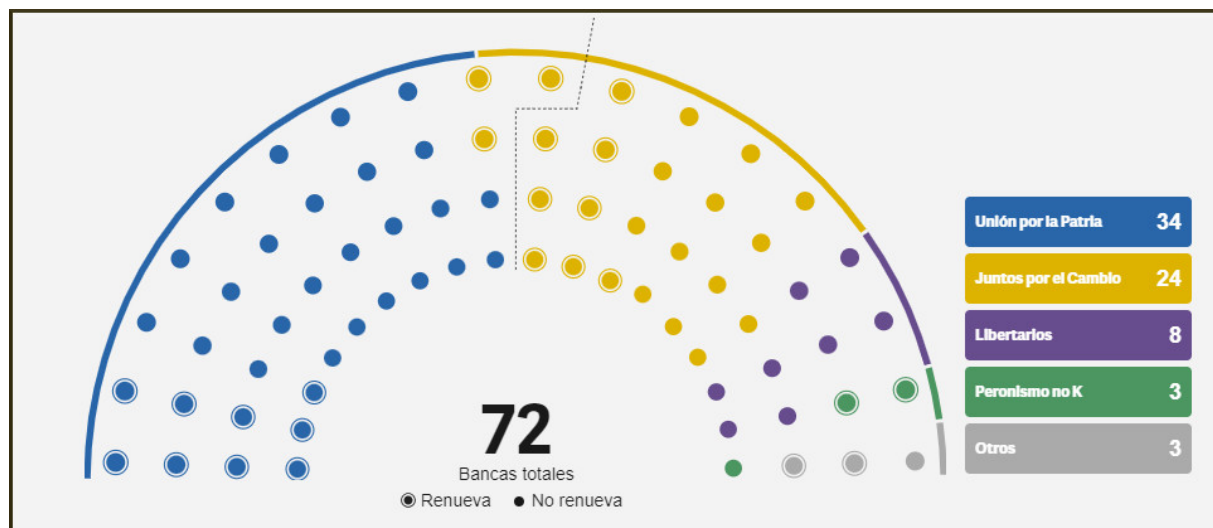 Unión por la Patria 34
Juntos por el Cambio 24
Libertarios 8
Peronismo no K 3
Otros 3
72
Bancas totales
Renueva No renueva